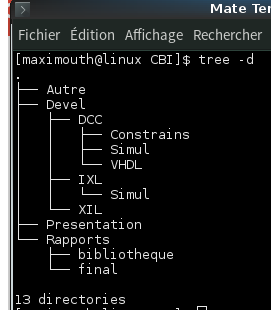 Mate Ter
Fichier Édition Affichage Rechercher
[maximouth@linux CBI]$ tree -d
.
├── Autre
├── Devel
│   ├── DCC
│   │   ├── Constrains
│   │   ├── Simul
│   │   └── VHDL
│   ├── IXL
│   │   └── Simul
│   └── XIL
├── Presentation
└── Rapports
    ├── bibliotheque
    └── final

13 directories